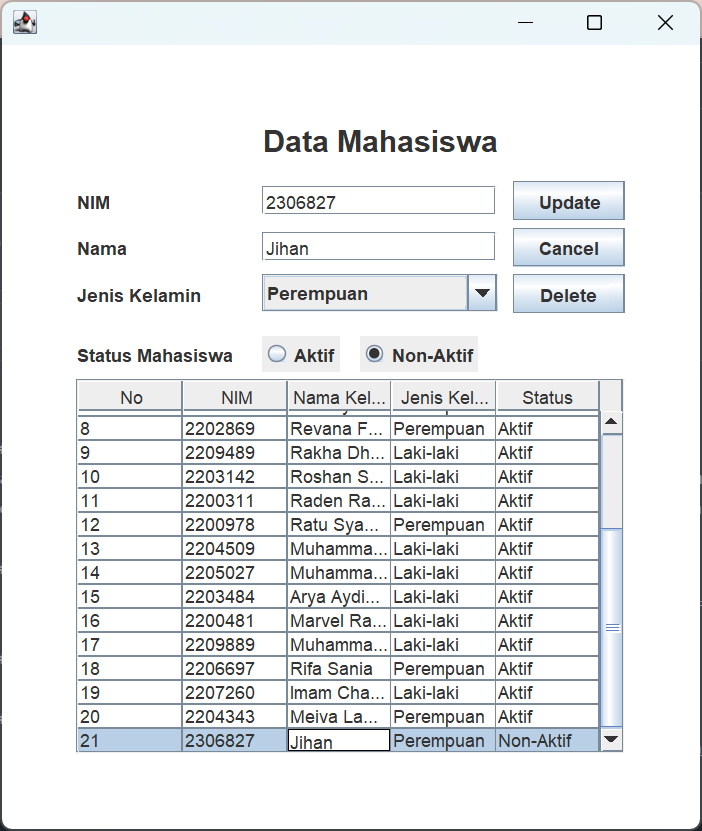 Data Mahasiswa
NIM 2306827 Update
Nama Jihan Cancel
Jenis Kelamin Perempuan Delete
Status Mahasiswa Aktif Non-Aktif
No NIM Nama Kel... Jenis Kel... Status
8 2202869 Revana F... Perempuan Aktif
9 2209489 Rakha Dh... Laki-laki Aktif
10 2203142 Roshan S... Laki-laki Aktif
11 2200311 Raden Ra... Laki-laki Aktif
12 2200978 Ratu Sya... Perempuan Aktif
13 2204509 Muhamma... Laki-laki Aktif
14 2205027 Muhamma... Laki-laki Aktif
15 2203484 Arya Aydi... Laki-laki Aktif
16 2200481 Marvel Ra... Laki-laki Aktif
17 2209889 Muhamma... Laki-laki Aktif
18 2206697 Rifa Sania Perempuan Aktif
19 2207260 Imam Cha... Laki-laki Aktif
20 2204343 Meiva La... Perempuan Aktif
21 2306827 Jihan Perempuan Non-Aktif